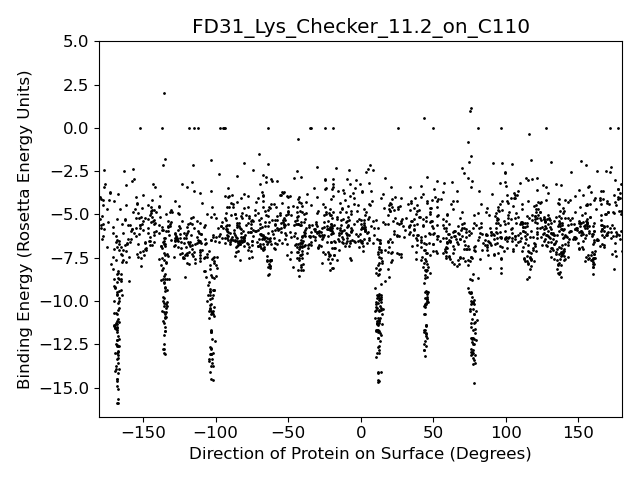 FD31_Lys_Checker_11.2_on_C110
5.0
2.5
0.0
−2.5
−5.0
−7.5
−10.0
−12.5
−15.0
Binding Energy (Rosetta Energy Units)
−150 −100 −50 0 50 100 150
Direction of Protein on Surface (Degrees)